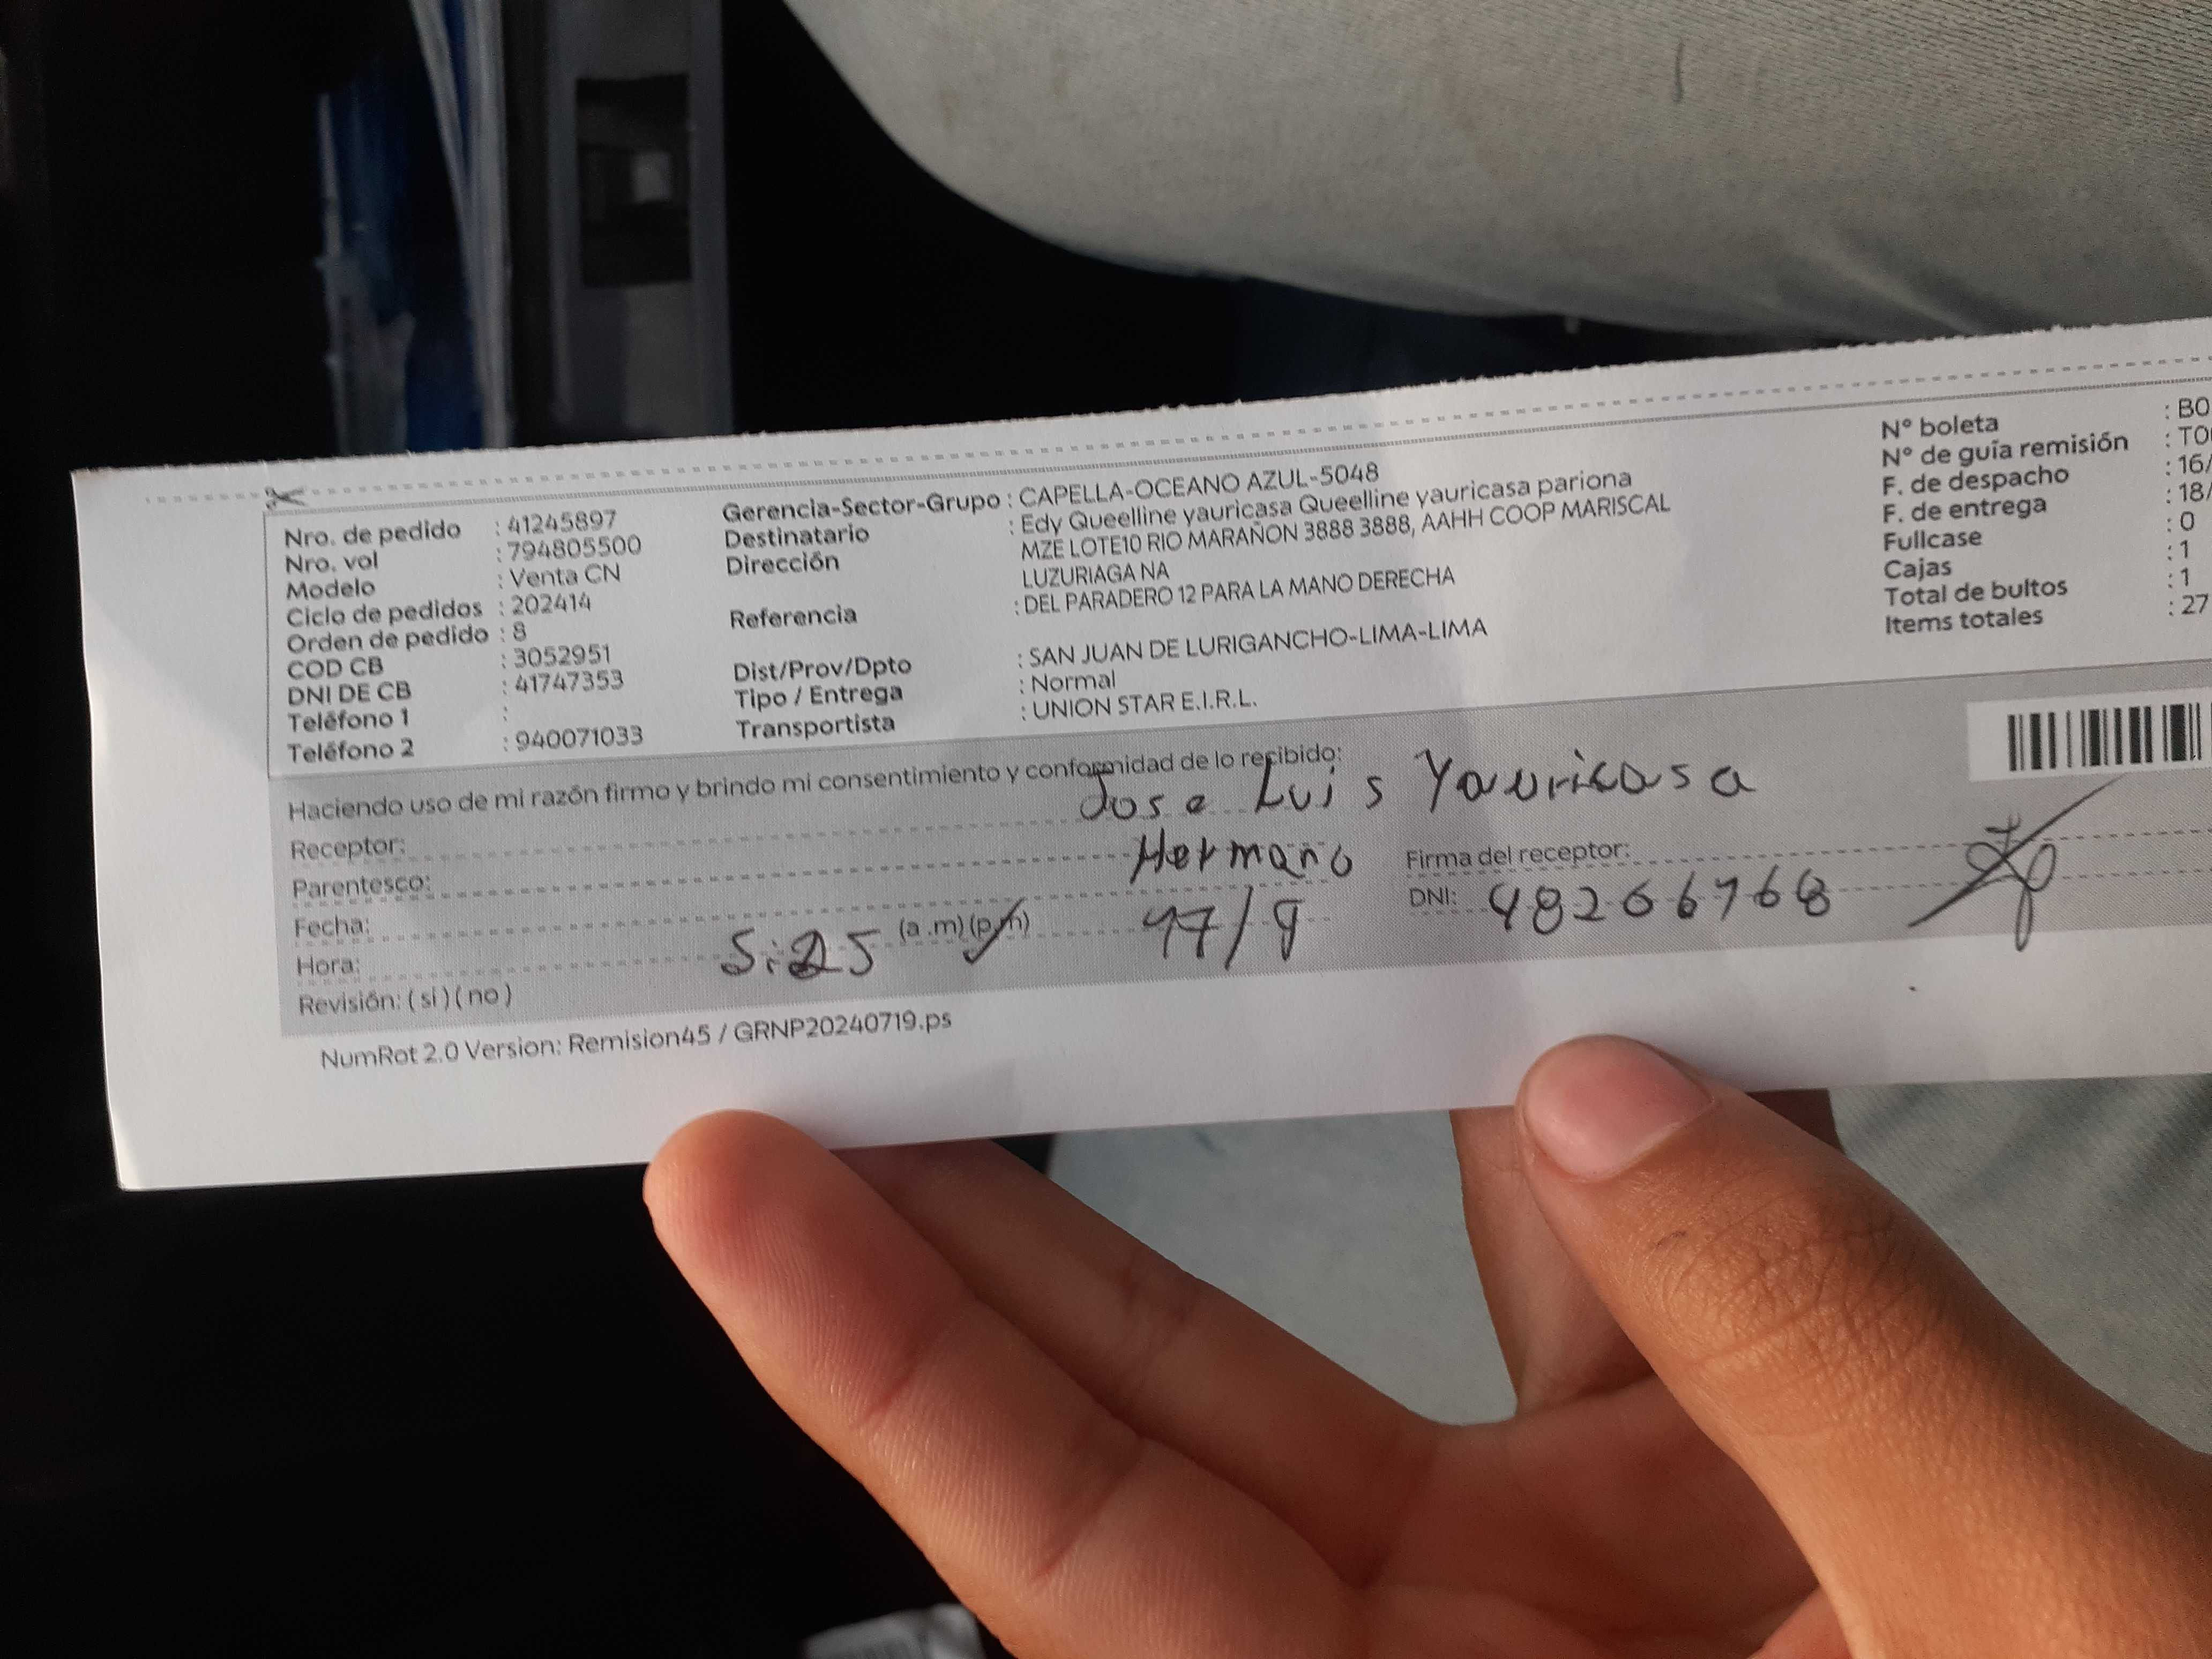 Nro. de pedido : 41245897
Nro. vol : 794805500
Modelo : Venta CN
Ciclo de pedidos : 202414
Orden de pedido : 8
COD CB : 3052951
DNI DE CB : 41747353
Teléfono 1 :
Teléfono 2 : 940071033
Gerencia-Sector-Grupo : CAPELLA-OCEANO AZUL-5048
Destinatario : Edy Queelline yauricasa Queelline yauricasa pariona
Dirección MZE LOTE10 RIO MARAÑON 3888 3888, AAHH COOP MARISCAL
LUZURIAGA NA
Referencia : DEL PARADERO 12 PARA LA MANO DERECHA
Dist/Prov/Dpto : SAN JUAN DE LURIGANCHO-LIMA-LIMA
Tipo / Entrega : Normal
Transportista : UNION STAR E.I.R.L.
N° boleta : B0
N° de guía remisión : T0
F. de despacho : 16/
F. de entrega : 18/
Fullcase : 0
Cajas : 1
Total de bultos : 1
Items totales : 27
Haciendo uso de mi razón firmo y brindo mi consentimiento y conformidad de lo recibido:
Receptor: Jose Luis Yauricasa
Parentesco: Hermano
Firma del receptor:
Fecha: 17/9
DNI: 48266768
Hora: 5:25 (a .m) (p.m)
Revisión: ( si ) ( no )
NumRot 2.0 Version: Remision45 / GRNP20240719.ps